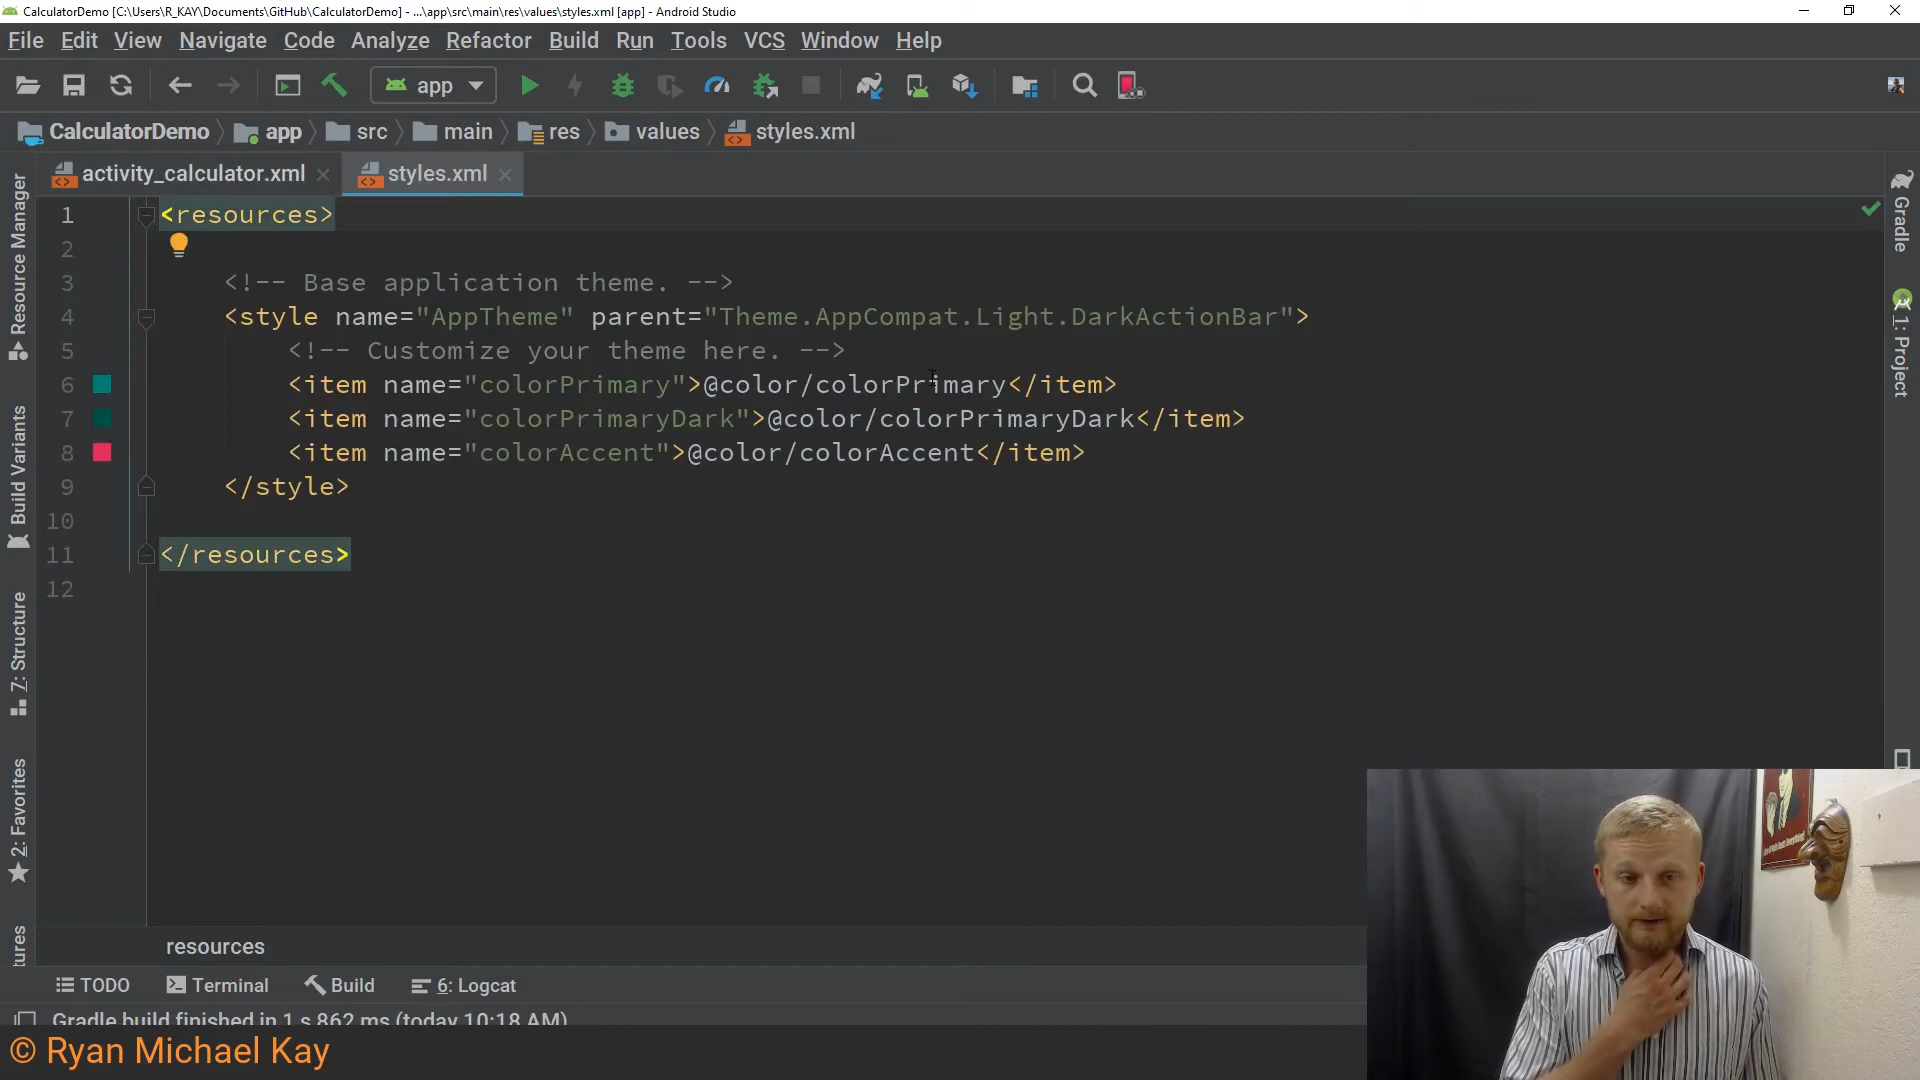 CalculatorDemo [C:\Users\R_KAY\Documents\GitHub\CalculatorDemo] - ...\app\src\main\res\values\styles.xml [app] - Android Studio
File Edit View Navigate Code Analyze Refactor Build Run Tools VCS Window Help
app
CalculatorDemo app src main res values styles.xml
activity_calculator.xml styles.xml
1 <resources>
2
3 <!-- Base application theme. -->
4 <style name="AppTheme" parent="Theme.AppCompat.Light.DarkActionBar">
5 <!-- Customize your theme here. -->
6 <item name="colorPrimary">@color/colorPrimary</item>
7 <item name="colorPrimaryDark">@color/colorPrimaryDark</item>
8 <item name="colorAccent">@color/colorAccent</item>
9 </style>
10
11 </resources>
12
Resource Manager
Build Variants
7: Structure
2: Favorites
Gradle
1: Project
resources
TODO Terminal Build 6: Logcat
Gradle build finished in 1 s 862 ms (today 10:18 AM)
© Ryan Michael Kay